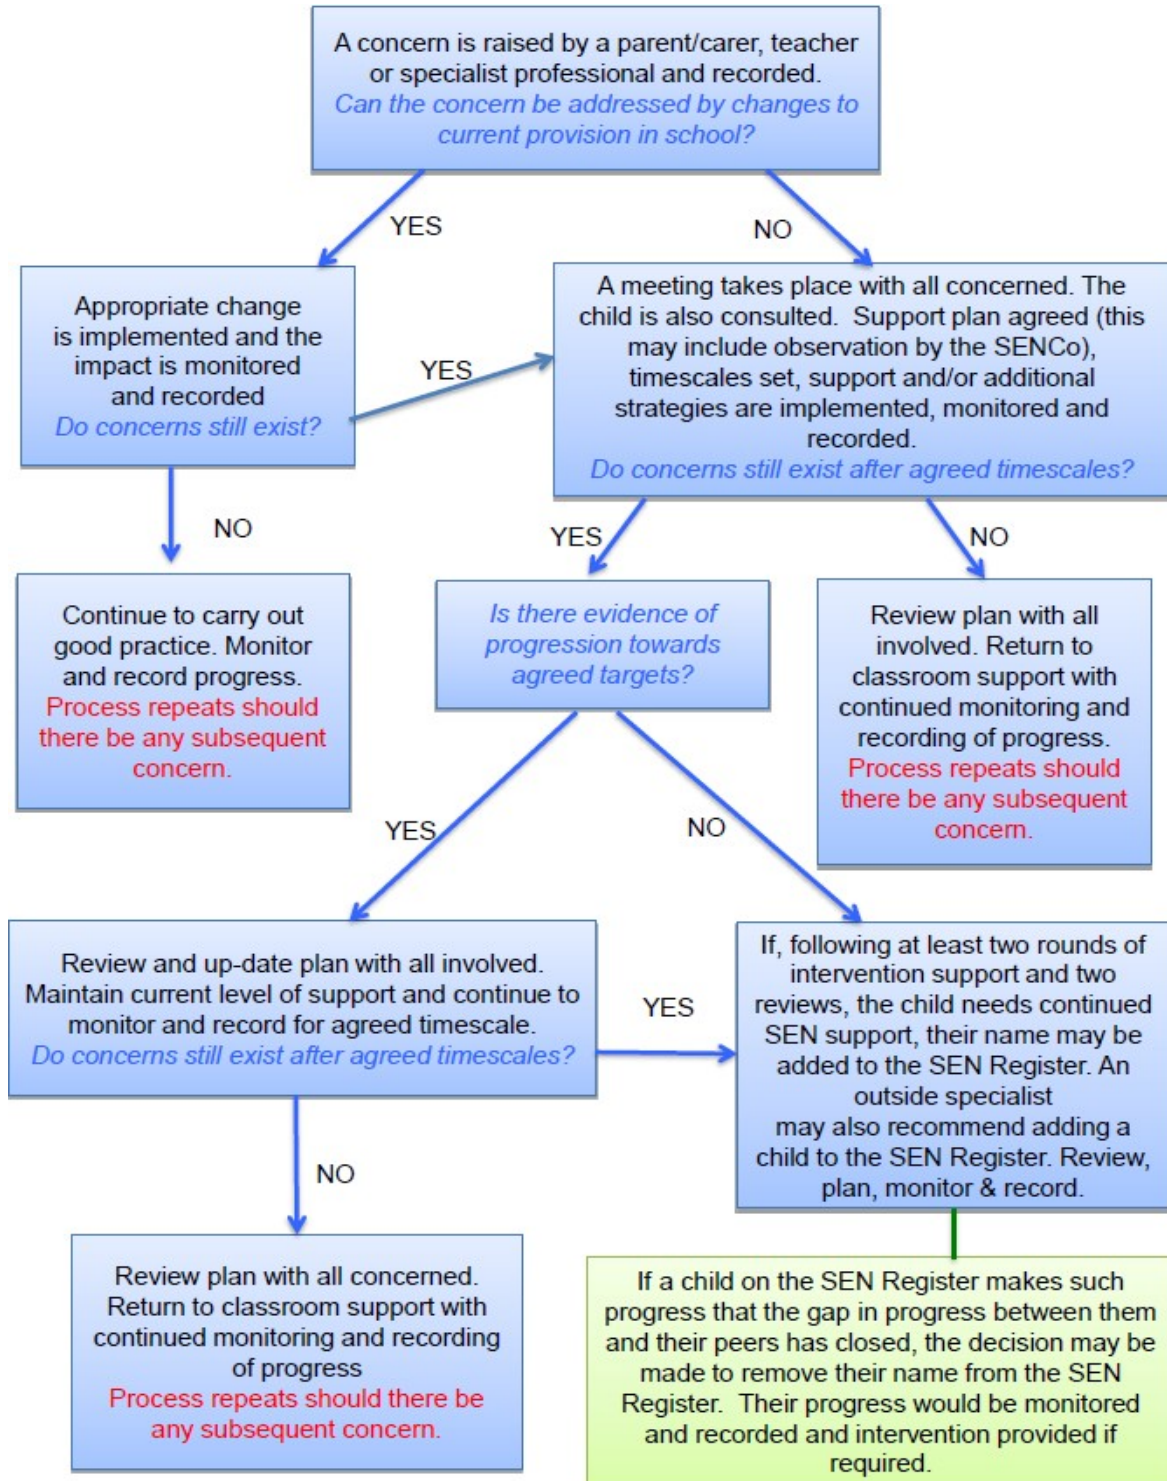 A concern is raised by a parent/carer, teacher
or specialist professional and recorded.
Can the concern be addressed by changes to
current provision in school?
YES
NO
Appropriate change
is implemented and the
impact is monitored
and recorded
Do concerns still exist?
YES
A meeting takes place with all concerned. The
child is also consulted.  Support plan agreed (this
may include observation by the SENCo),
timescales set, support and/or additional
strategies are implemented, monitored and
recorded.
Do concerns still exist after agreed timescales?
NO
YES
NO
Continue to carry out
good practice. Monitor
and record progress.
Process repeats should
there be any subsequent
concern.
Is there evidence of
progression towards
agreed targets?
Review plan with all
involved. Return to
classroom support with
continued monitoring and
recording of progress.
Process repeats should
there be any subsequent
concern.
YES
NO
Review and up-date plan with all involved.
Maintain current level of support and continue to
monitor and record for agreed timescale.
Do concerns still exist after agreed timescales?
YES
If, following at least two rounds of
intervention support and two
reviews, the child needs continued
SEN support, their name may be
added to the SEN Register. An
outside specialist
may also recommend adding a
child to the SEN Register. Review,
plan, monitor & record.
NO
Review plan with all concerned.
Return to classroom support with
continued monitoring and recording
of progress
Process repeats should there be
any subsequent concern.
If a child on the SEN Register makes such
progress that the gap in progress between them
and their peers has closed, the decision may be
made to remove their name from the SEN
Register.  Their progress would be monitored
and recorded and intervention provided if
required.